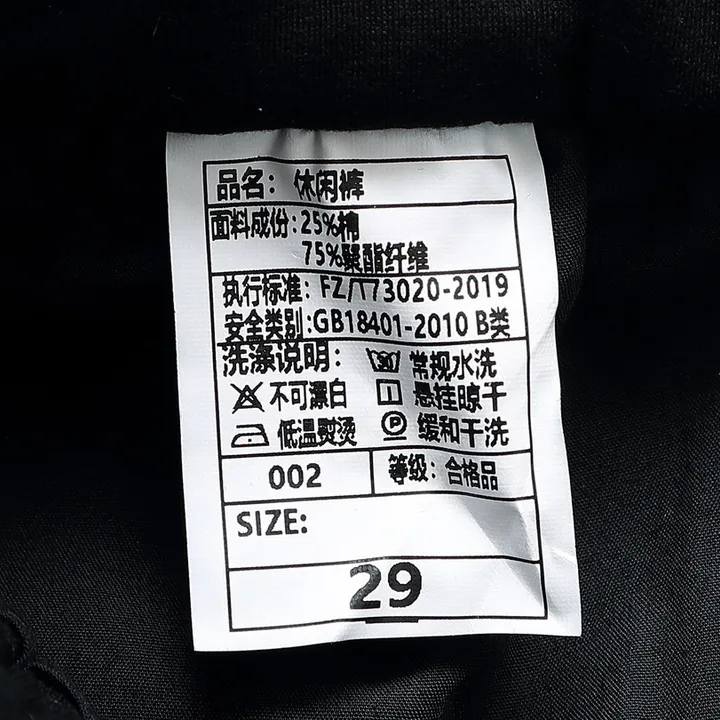 品名：休闲裤
面料成份：25%棉
75%聚酯纤维
执行标准：FZ/T73020-2019
安全类别：GB18401-2010 B类
洗涤说明： 常规水洗
不可漂白 悬挂晾干
低温熨烫 P 缓和干洗
002 等级：合格品
SIZE:
29